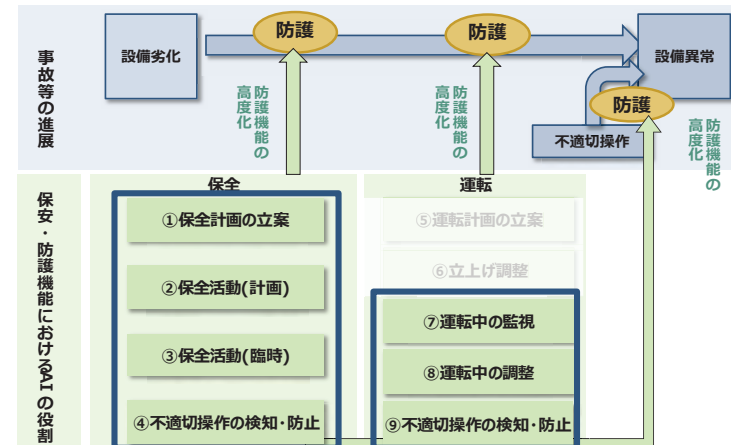 事故等の進展
設備劣化
防護
防護
設備異常
防護機能の
高度化
防護機能の
高度化
防護
不適切操作
防護機能の
高度化
保安・防護機能におけるAIの役割
保全
①保全計画の立案
②保全活動(計画)
③保全活動(臨時)
④不適切操作の検知・防止
運転
⑤運転計画の立案
⑥立上げ調整
⑦運転中の監視
⑧運転中の調整
⑨不適切操作の検知・防止